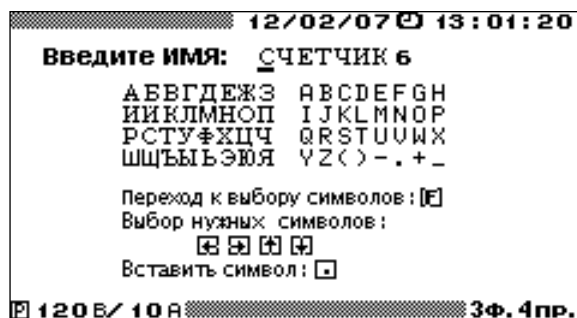 12/02/07 13:01:20
Введите ИМЯ: СЧЕТЧИК 6
АБВГДЕЖЗ ABCDEFGH
ИЙКЛМНОП IJKLMNOP
РСТУФХЦЧ QRSTUVWX
ШЩЪЫЬЭЮЯ YZ()-.+_
Переход к выбору символов: [F]
Выбор нужных символов:
← → ↑ ↓
Вставить символ: .
P 120В/ 10А 3Ф.4пр.